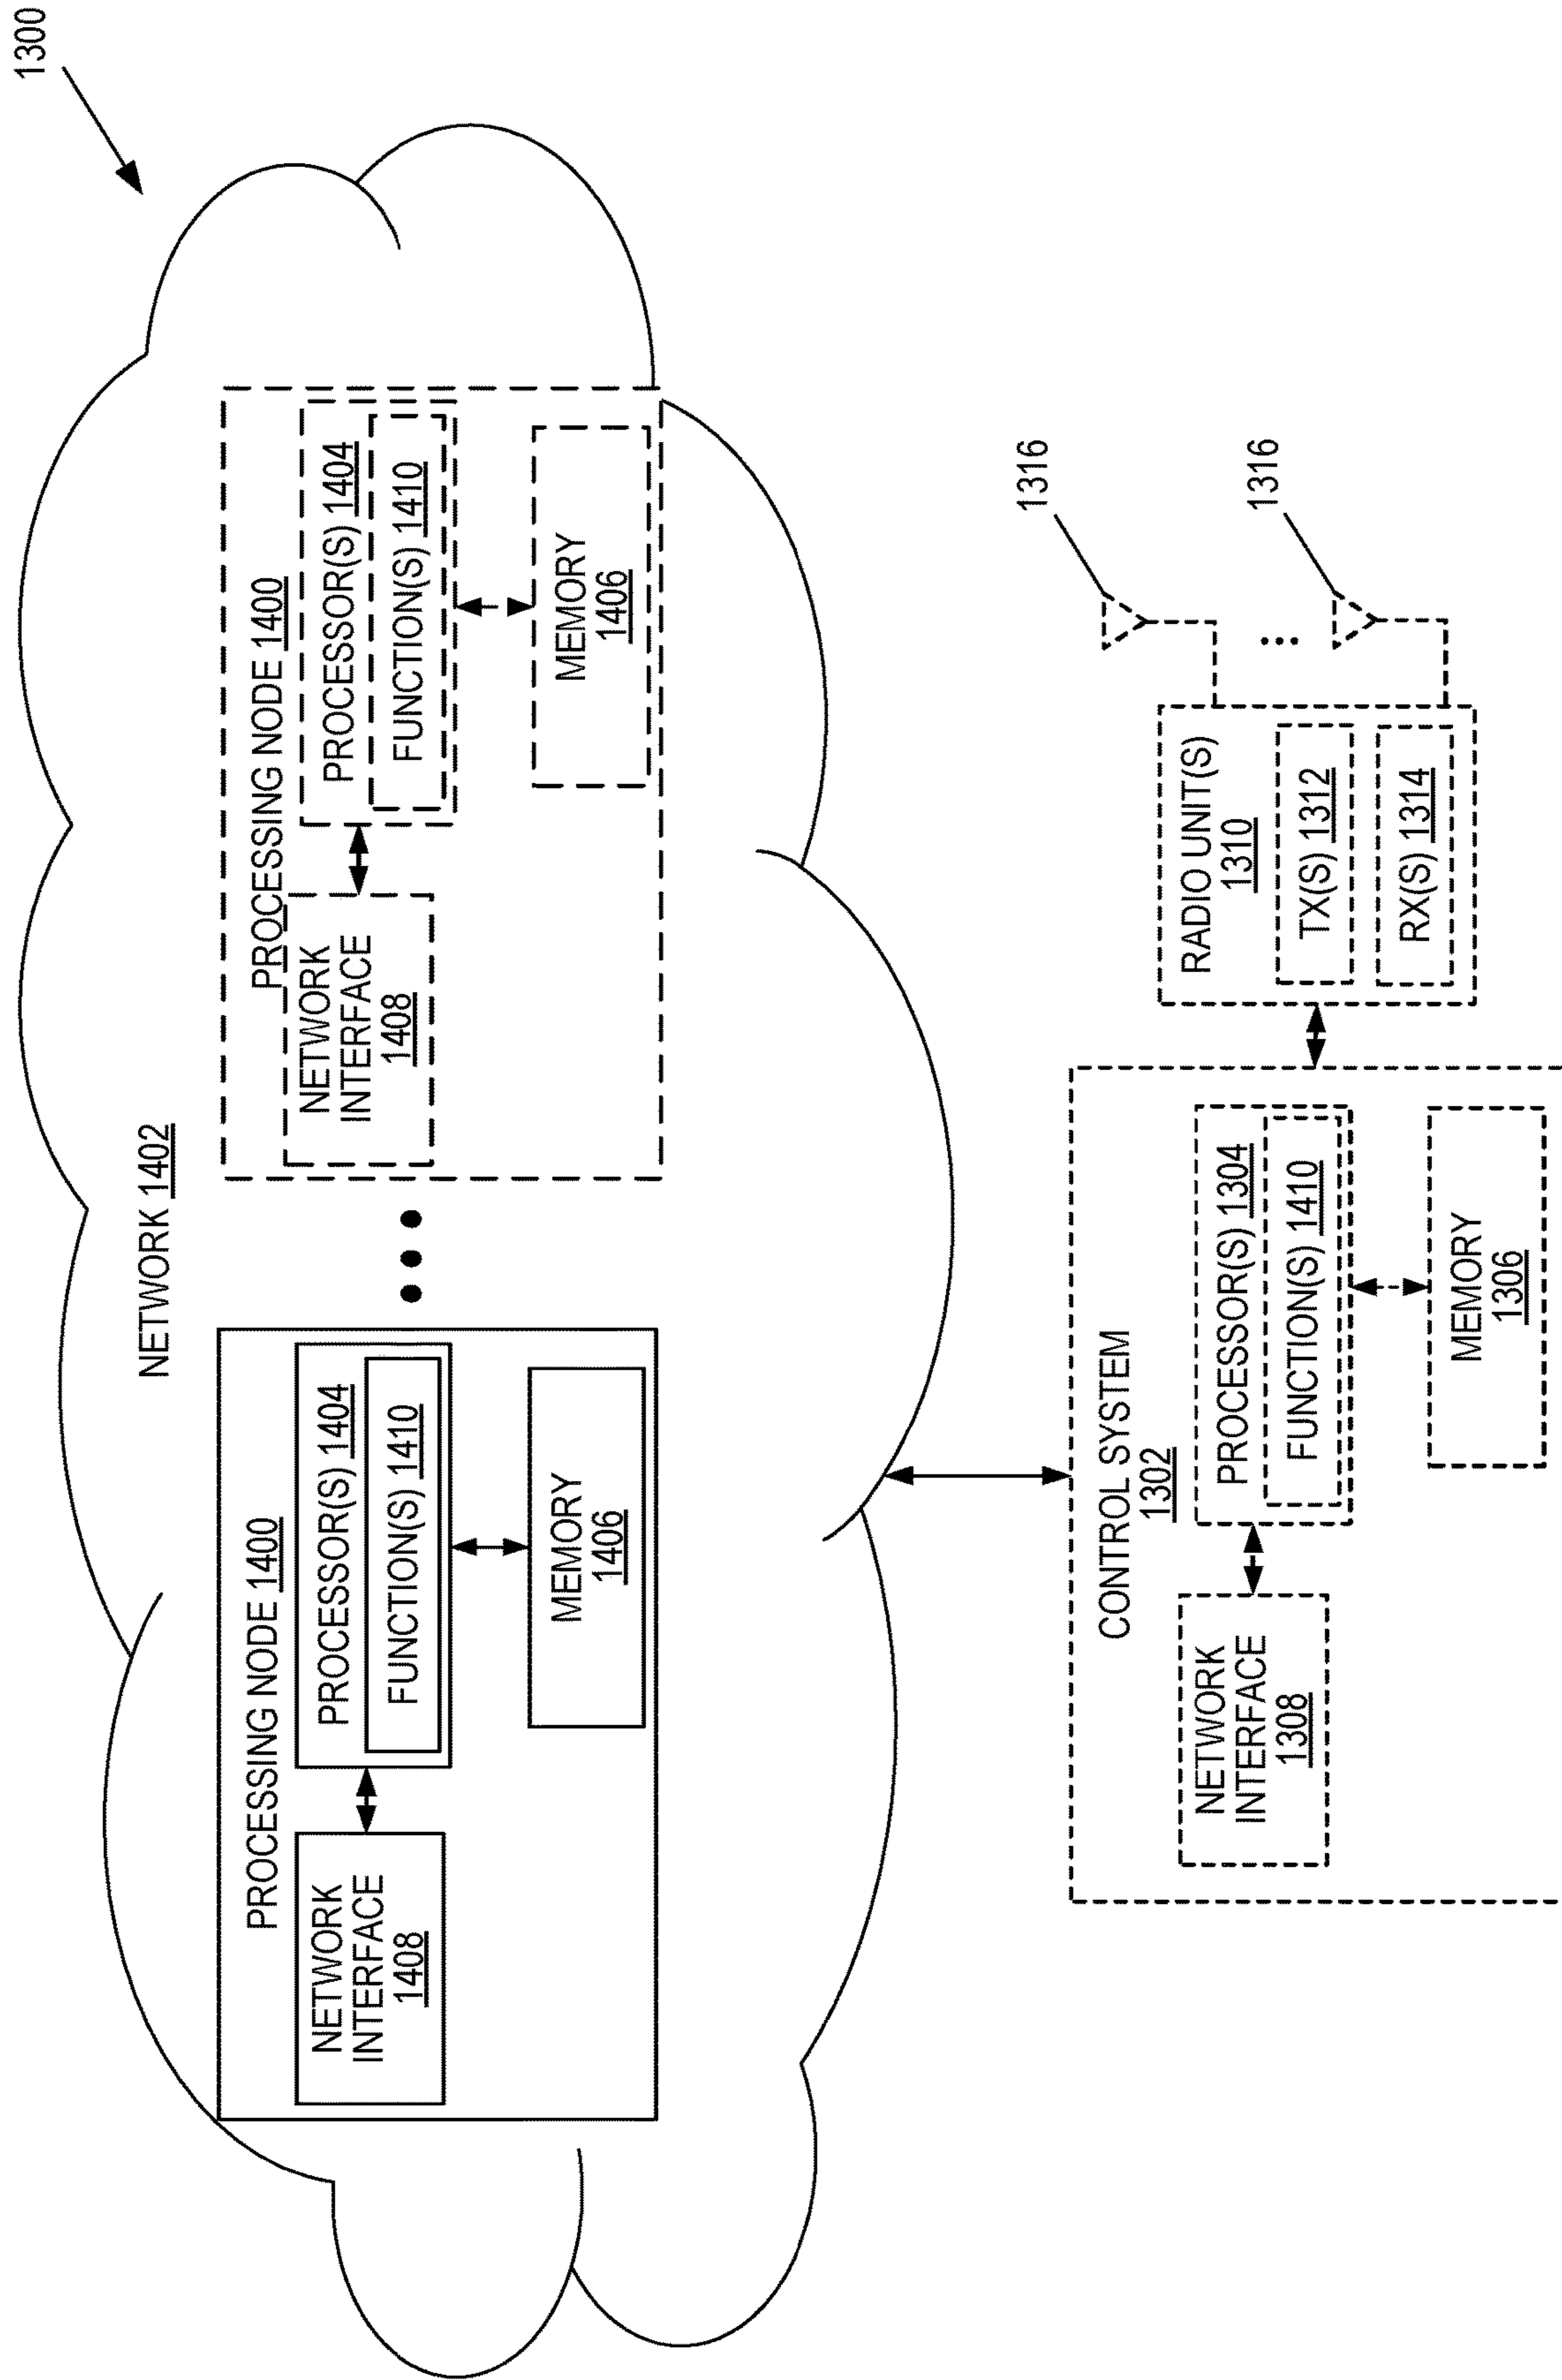 1300
NETWORK 1402
PROCESSING NODE 1400
NETWORK
INTERFACE
1408
PROCESSOR(S) 1404
FUNCTION(S) 1410
MEMORY
1406
PROCESSING NODE 1400
NETWORK
INTERFACE
1408
PROCESSOR(S) 1404
FUNCTION(S) 1410
MEMORY
1406
CONTROL SYSTEM
1302
NETWORK
INTERFACE
1308
PROCESSOR(S) 1304
FUNCTION(S) 1410
MEMORY
1306
RADIO UNIT(S)
1310
TX(S) 1312
RX(S) 1314
1316
1316